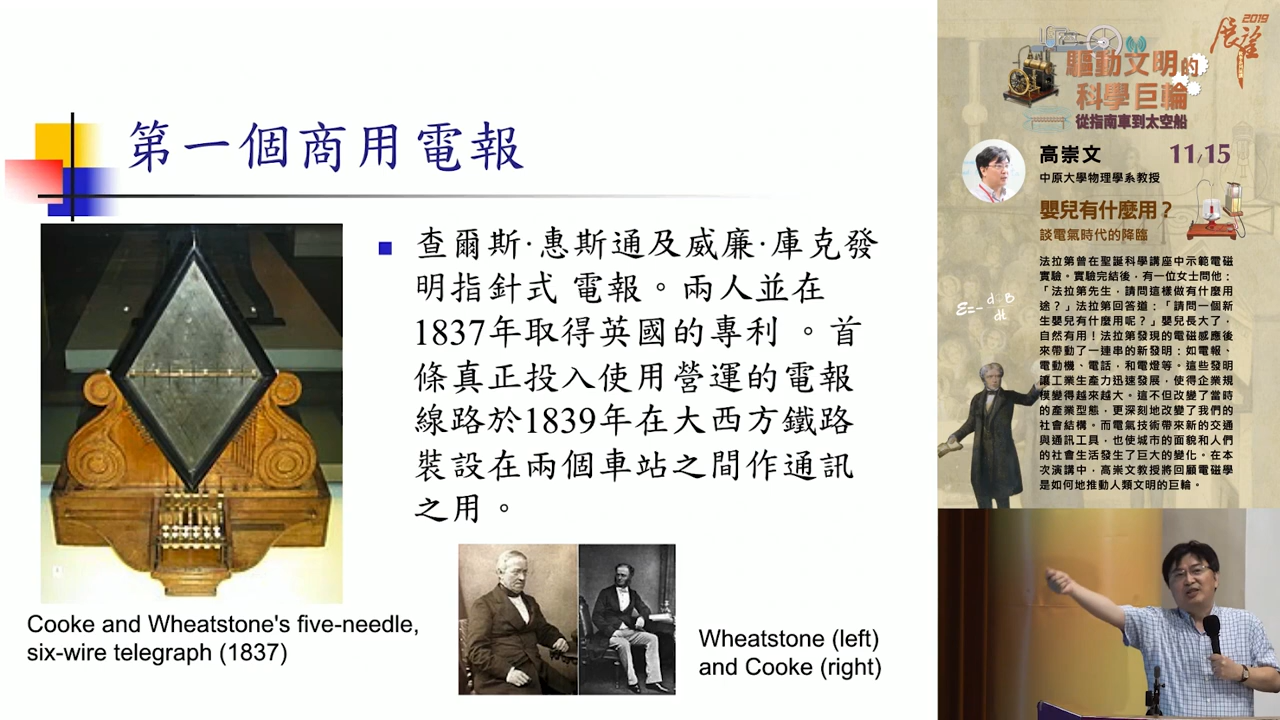 第一個商用電報
查爾斯·惠斯通及威廉·庫克發
明指針式 電報。兩人並在
1837年取得英國的專利 。首
條真正投入使用營運的電報
線路於1839年在大西方鐵路
裝設在兩個車站之間作通訊
之用。
Cooke and Wheatstone's five-needle,
six-wire telegraph (1837)
Wheatstone (left)
and Cooke (right)
2019
展望
驅動文明的
科學巨輪
從指南車到太空船
高崇文
11/15
中原大學物理學系教授
嬰兒有什麼用？
談電氣時代的降臨
法拉第曾在聖誕科學講座中示範電磁
實驗。實驗完結後，有一位女士問他：
「法拉第先生，請問這樣做有什麼用
途？」法拉第回答道：「請問一個新
生嬰兒有什麼用呢？」嬰兒長大了，
自然有用！法拉第發現的電磁感應後
來帶動了一連串的新發明：如電報、
電動機、電話，和電燈等。這些發明
讓工業生產力迅速發展，使得企業規
模變得越來越大。這不但改變了當時
的產業型態，更深刻地改變了我們的
社會結構。而電氣技術帶來新的交通
與通訊工具，也使城市的面貌和人們
的社會生活發生了巨大的變化。在本
次演講中，高崇文教授將回顧電磁學
是如何地推動人類文明的巨輪。